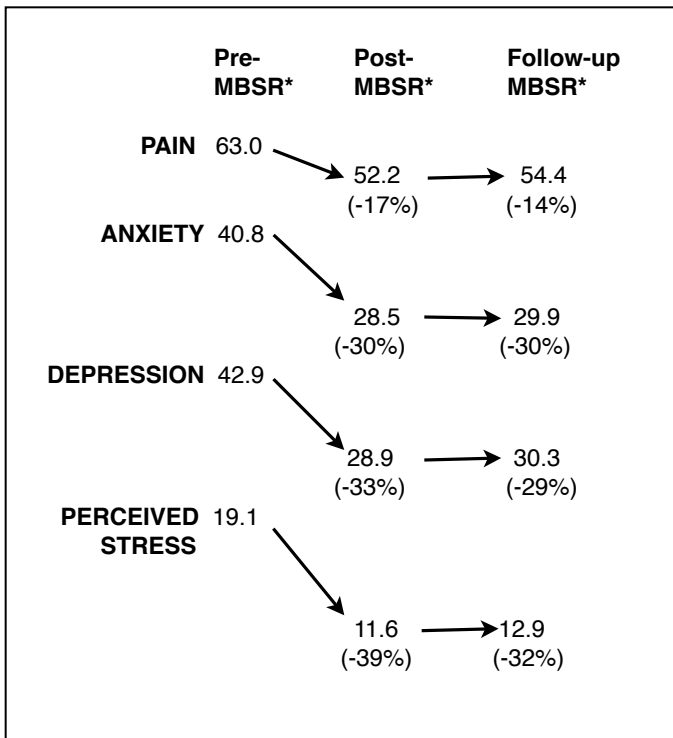 Pre- Post- Follow-up
MBSR* MBSR* MBSR*
PAIN 63.0
52.2 54.4
(-17%) (-14%)
ANXIETY 40.8
28.5 29.9
(-30%) (-30%)
DEPRESSION 42.9
28.9 30.3
(-33%) (-29%)
PERCEIVED 19.1
STRESS
11.6 12.9
(-39%) (-32%)